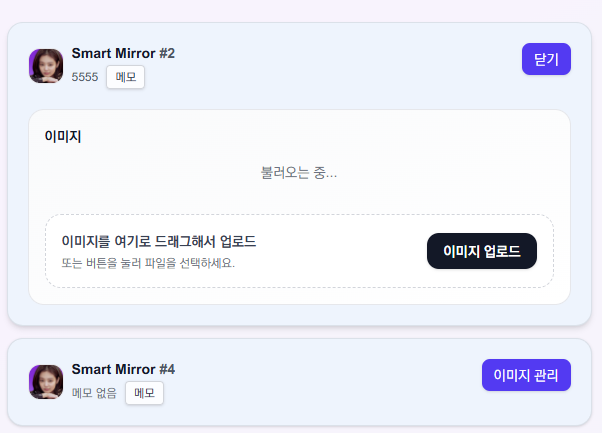 Smart Mirror #2
닫기
5555 메모
이미지
불러오는 중...
이미지를 여기로 드래그해서 업로드
또는 버튼을 눌러 파일을 선택하세요.
이미지 업로드
Smart Mirror #4
이미지 관리
메모 없음 메모